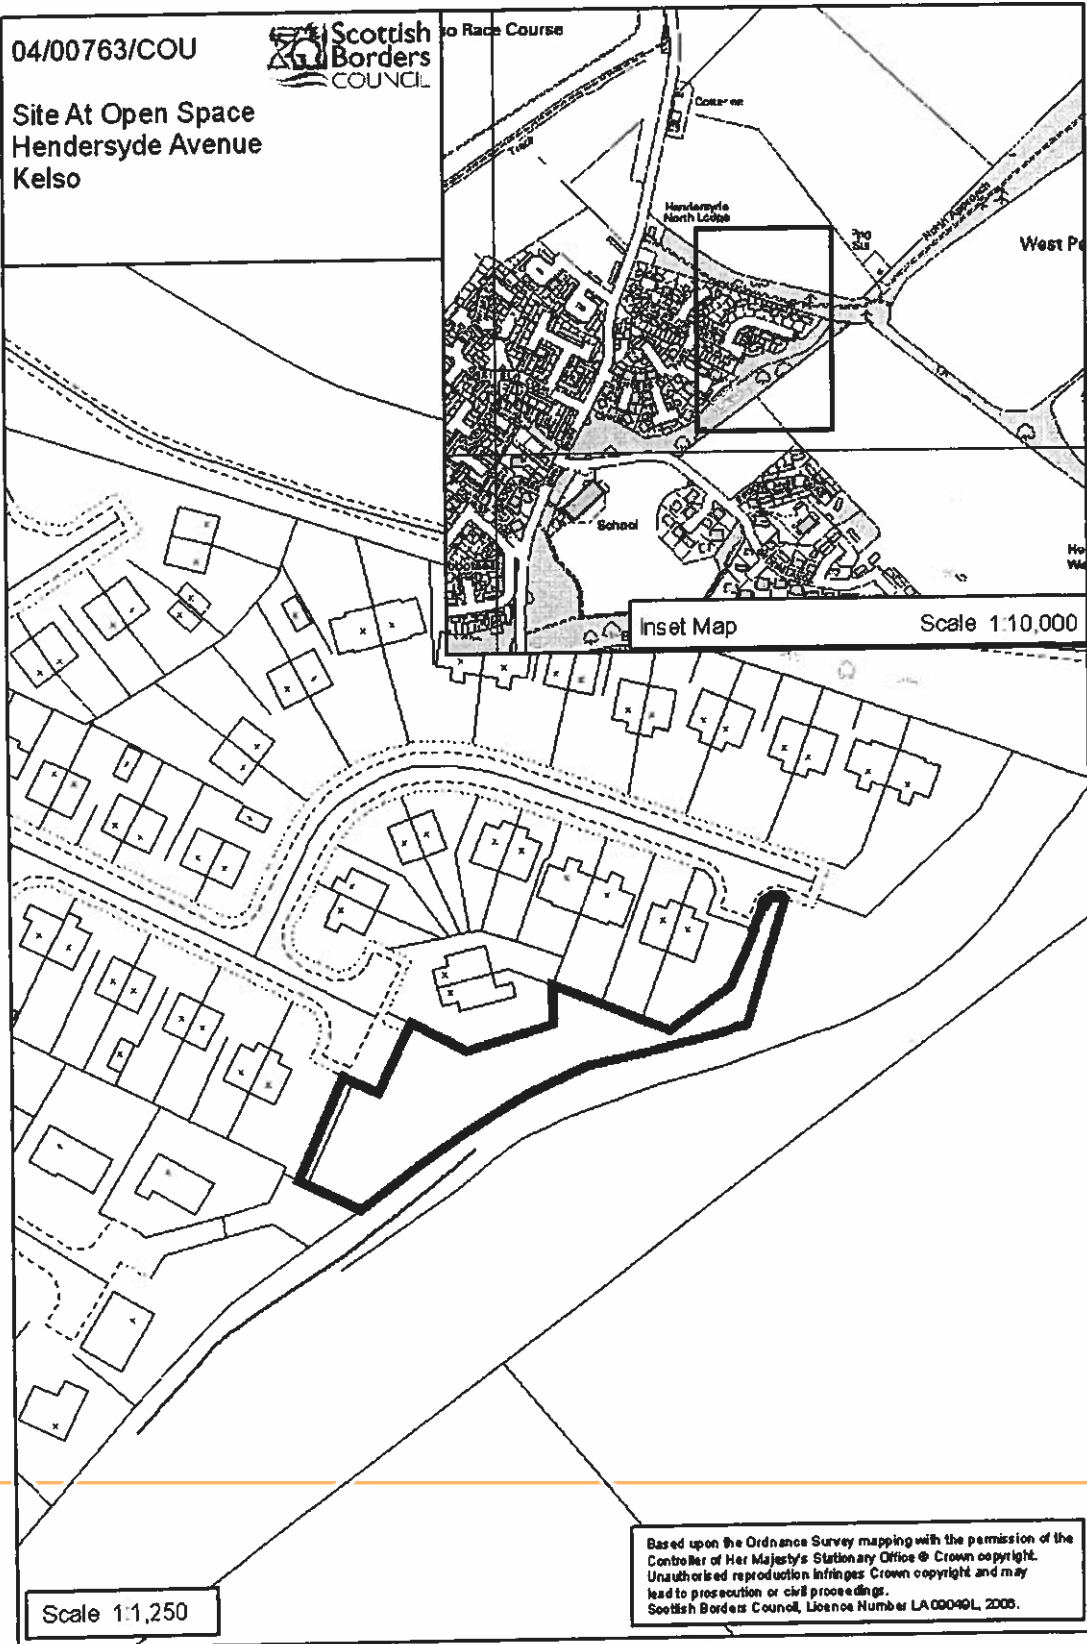 04/00763/COU
Scottish
Borders
COUNCIL
Site At Open Space
Hendersyde Avenue
Kelso
o Race Course
Track
Hendersyde
North Lodge
North Approach
West P
School
Inset Map
Scale 1:10,000
Scale 1:1,250
Based upon the Ordnance Survey mapping with the permission of the
Controller of Her Majesty's Stationary Office © Crown copyright.
Unauthorised reproduction infringes Crown copyright and may
lead to prosecution or civil proceedings.
Scottish Borders Council, Licence Number LA09049L, 2005.